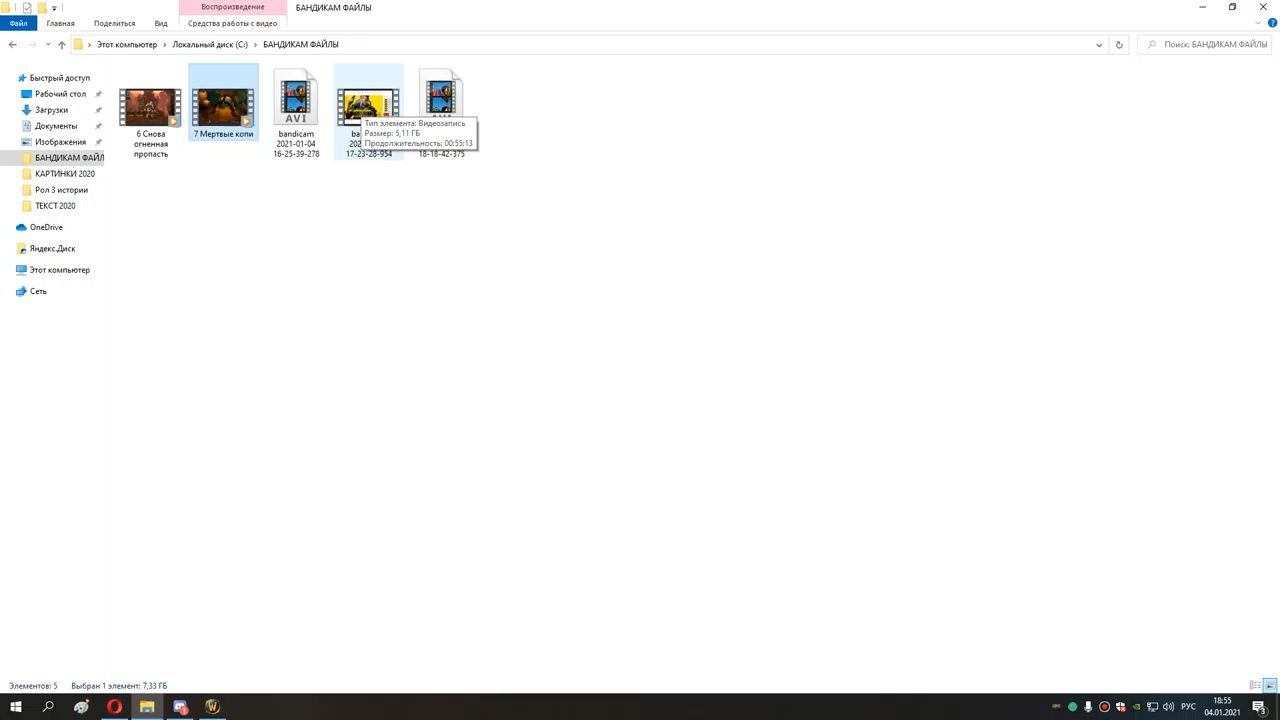 Воспроизведение
БАНДИКАМ ФАЙЛЫ
Файл
Главная
Поделиться
Вид
Средства работы с видео
Этот компьютер
Локальный диск (C:)
БАНДИКАМ ФАЙЛЫ
Поиск: БАНДИКАМ ФАЙЛЫ
Быстрый доступ
Рабочий стол
Загрузки
Документы
Изображения
БАНДИКАМ ФАЙЛ
КАРТИНКИ 2020
Рол 3 истории
ТЕКСТ 2020
OneDrive
Яндекс.Диск
Этот компьютер
Сеть
6 Снова
огненная
пропасть
7 Мертвые копи
AVI
bandicam
2021-01-04
16-25-39-278
17-23-28-954
18-18-42-375
Тип элемента: Видеозапись
Размер: 5,11 ГБ
Продолжительность: 00:55:13
Элементов: 5
Выбран 1 элемент: 7,33 ГБ
РУС
18:55
04.01.2021